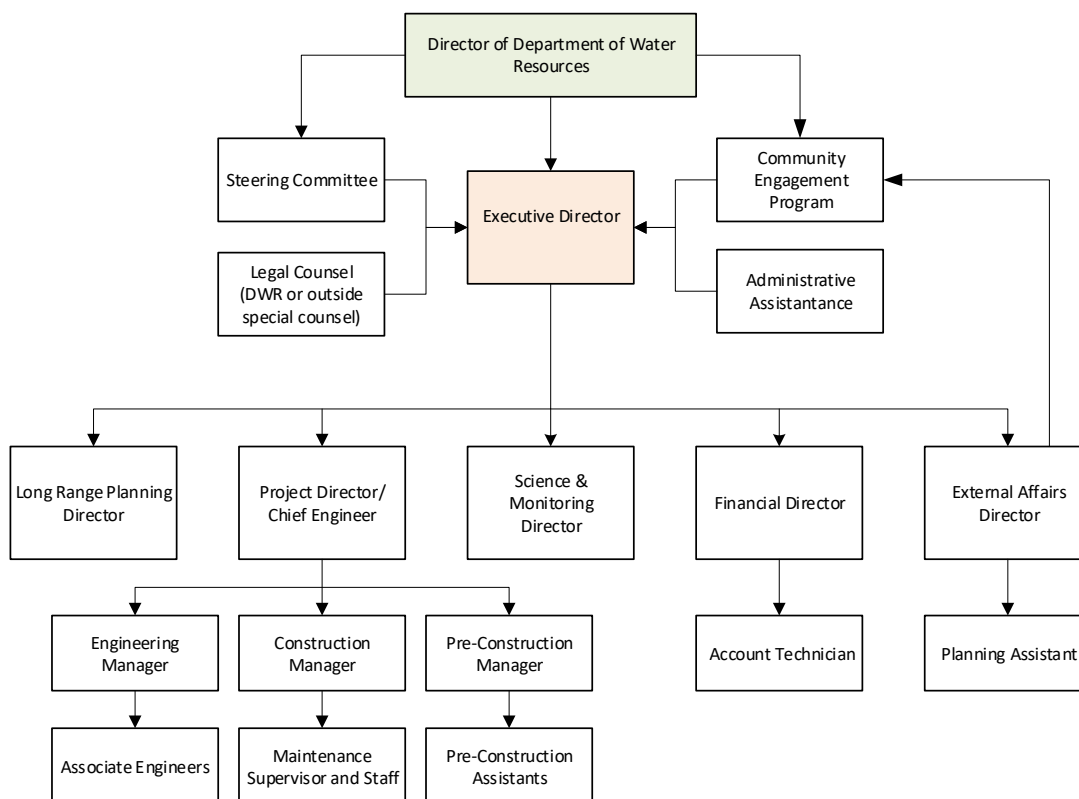 Director of Department of Water
Resources
Steering Committee
Executive Director
Community
Engagement
Program
Legal Counsel
(DWR or outside
special counsel)
Administrative
Assistantance
Long Range Planning
Director
Project Director/
Chief Engineer
Science &
Monitoring
Director
Financial Director
External Affairs
Director
Engineering
Manager
Construction
Manager
Pre-Construction
Manager
Account Technician
Planning Assistant
Associate Engineers
Maintenance
Supervisor and Staff
Pre-Construction
Assistants